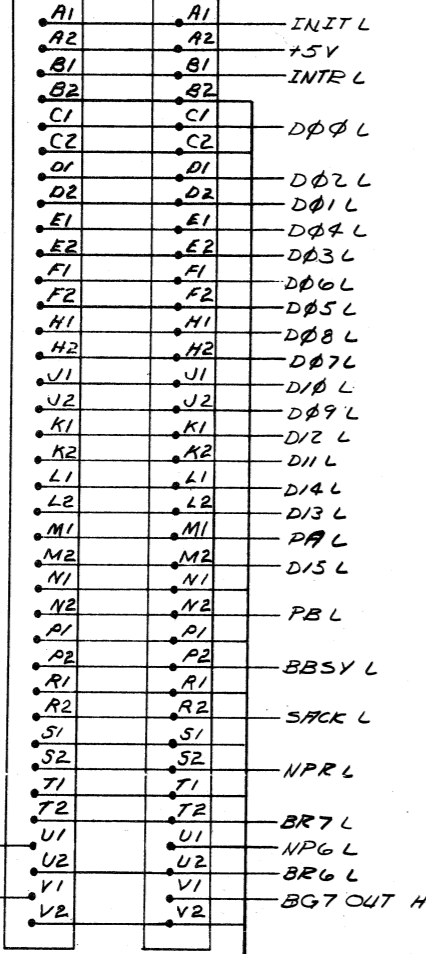 A1 A1 INIT L
A2 A2 +5V
B1 B1 INTR L
B2 B2
C1 C1 DØØ L
C2 C2
D1 D1 DØ2 L
D2 D2 DØ1 L
E1 E1 DØ4 L
E2 E2 DØ3 L
F1 F1 DØ6 L
F2 F2 DØ5 L
H1 H1 DØ8 L
H2 H2 DØ7 L
J1 J1 D1Ø L
J2 J2 DØ9 L
K1 K1 D12 L
K2 K2 D11 L
L1 L1 D14 L
L2 L2 D13 L
M1 M1 PA L
M2 M2 D15 L
N1 N1
N2 N2 PB L
P1 P1
P2 P2 BBSY L
R1 R1
R2 R2 SACK L
S1 S1
S2 S2 NPR L
T1 T1
T2 T2 BR7 L
U1 U1 NPG L
U2 U2 BR6 L
V1 V1 BG7 OUT H
V2 V2